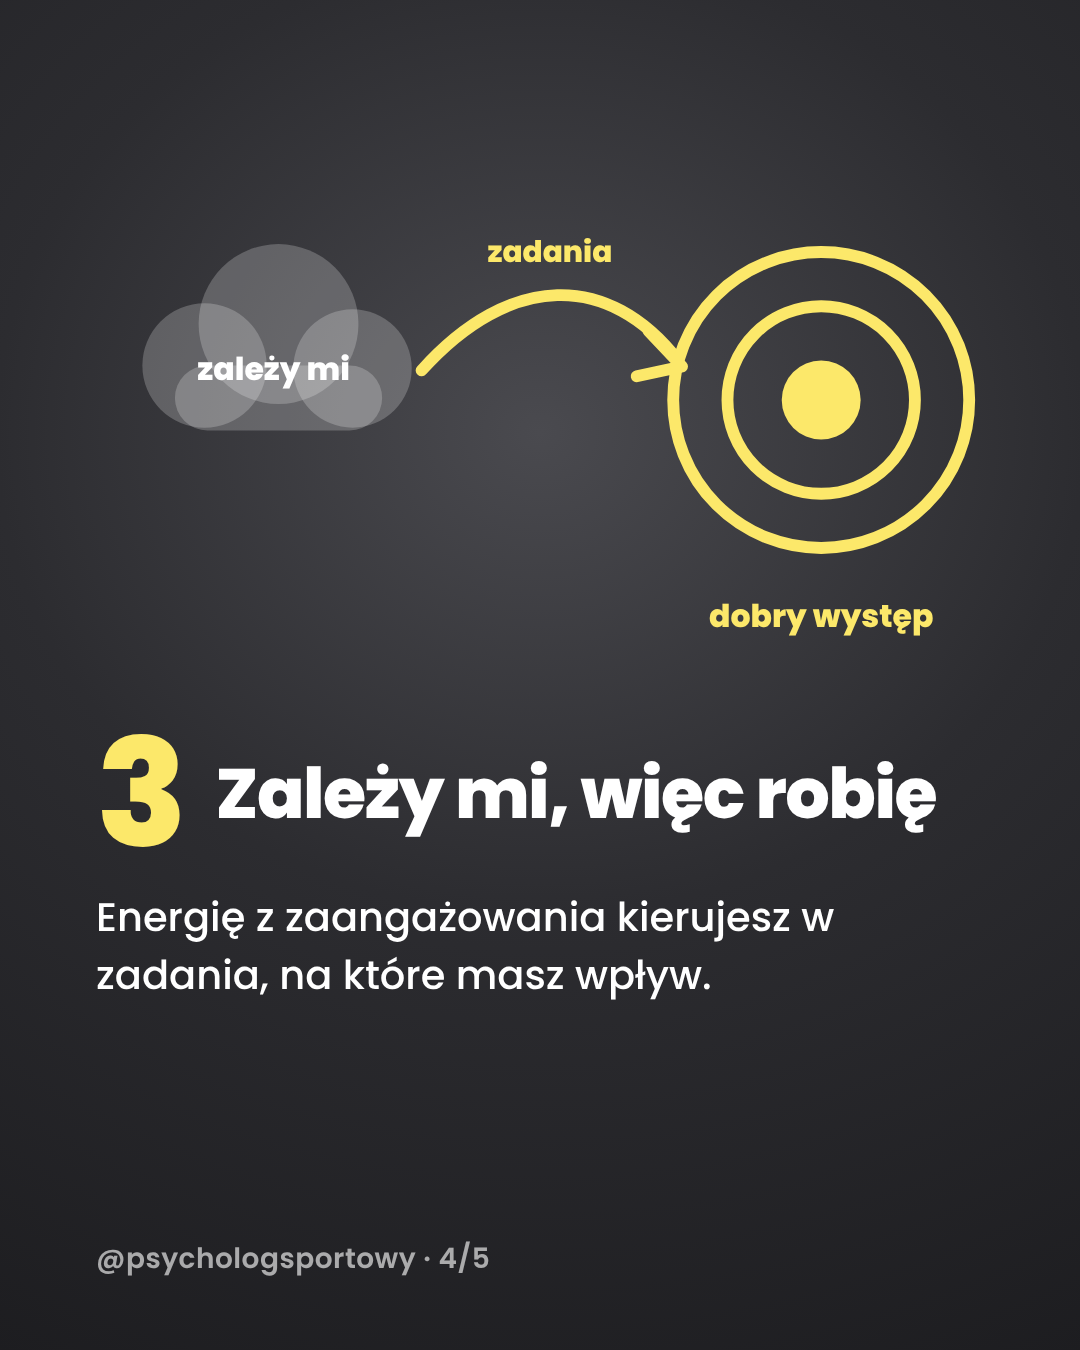 zadania
zależy mi
dobry występ
3 Zależy mi, więc robię
Energię z zaangażowania kierujesz w
zadania, na które masz wpływ.
@psychologsportowy · 4/5